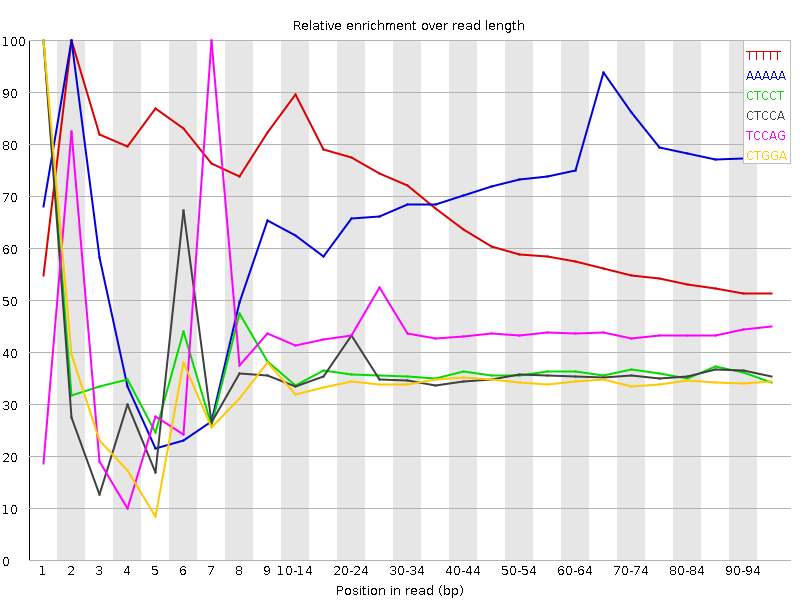 Relative enrichment over read length
100
90
80
70
60
50
40
30
20
10
0
TTTTT
AAAAA
CTCCT
CTCCA
TCCAG
CTGGA
1 2 3 4 5 6 7 8 9 10-14 20-24 30-34 40-44 50-54 60-64 70-74 80-84 90-94
Position in read (bp)